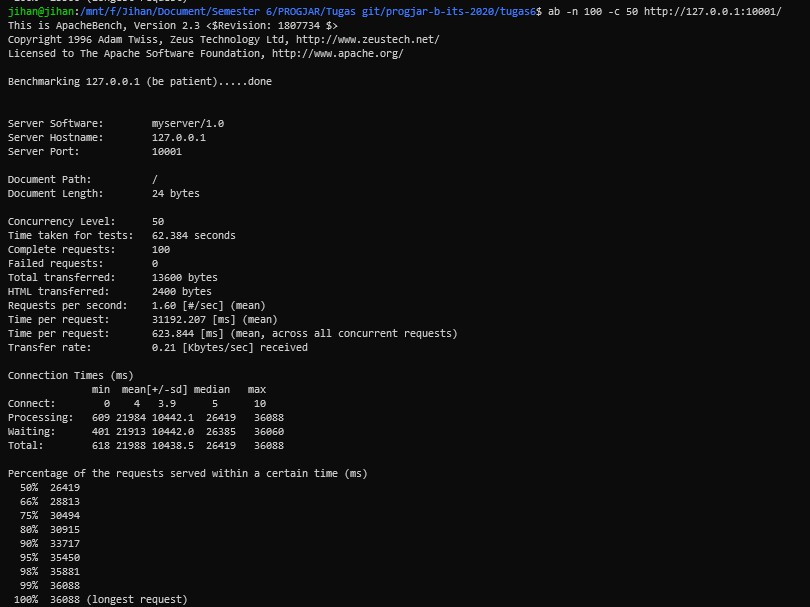 jihan@jihan:/mnt/f/Jihan/Document/Semester 6/PROGJAR/Tugas git/progjar-b-its-2020/tugas6$ ab -n 100 -c 50 http://127.0.0.1:10001/
This is ApacheBench, Version 2.3 <$Revision: 1807734 $>
Copyright 1996 Adam Twiss, Zeus Technology Ltd, http://www.zeustech.net/
Licensed to The Apache Software Foundation, http://www.apache.org/

Benchmarking 127.0.0.1 (be patient).....done


Server Software:        myserver/1.0
Server Hostname:        127.0.0.1
Server Port:            10001

Document Path:          /
Document Length:        24 bytes

Concurrency Level:      50
Time taken for tests:   62.384 seconds
Complete requests:      100
Failed requests:        0
Total transferred:      13600 bytes
HTML transferred:       2400 bytes
Requests per second:    1.60 [#/sec] (mean)
Time per request:       31192.207 [ms] (mean)
Time per request:       623.844 [ms] (mean, across all concurrent requests)
Transfer rate:          0.21 [Kbytes/sec] received

Connection Times (ms)
              min  mean[+/-sd] median   max
Connect:        0    4   3.9      5      10
Processing:   609 21984 10442.1  26419   36088
Waiting:      401 21913 10442.0  26385   36060
Total:        618 21988 10438.5  26419   36088

Percentage of the requests served within a certain time (ms)
  50%  26419
  66%  28813
  75%  30494
  80%  30915
  90%  33717
  95%  35450
  98%  35881
  99%  36088
 100%  36088 (longest request)